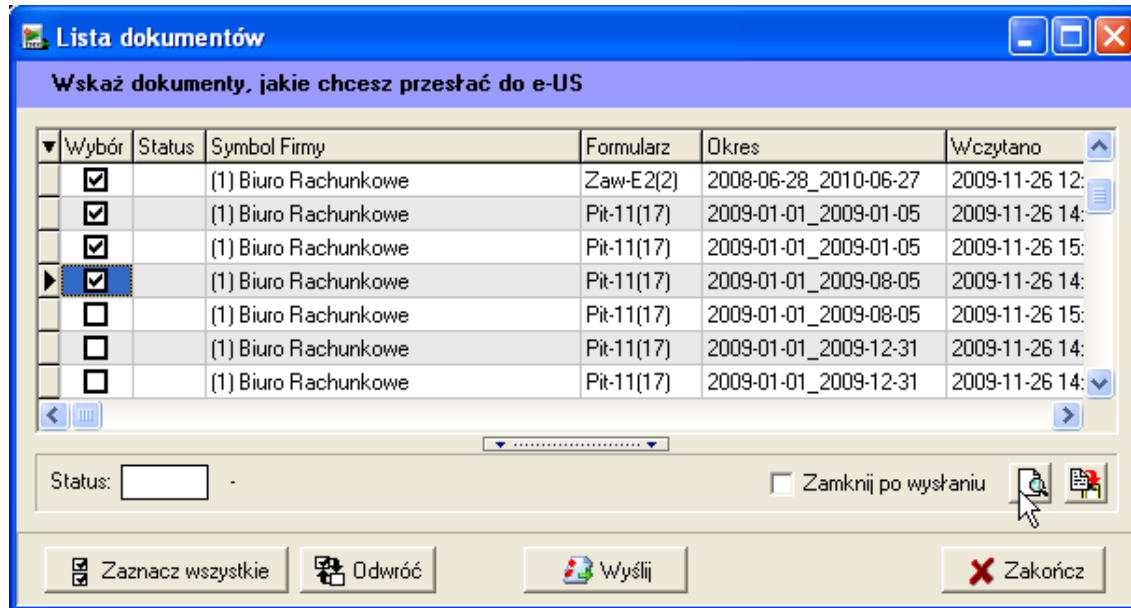 Lista dokumentów
Wskaż dokumenty, jakie chcesz przesłać do e-US
Wybór Status Symbol Firmy Formularz Okres Wczytano
(1) Biuro Rachunkowe Zaw-E2(2) 2008-06-28_2010-06-27 2009-11-26 12:
(1) Biuro Rachunkowe Pit-11(17) 2009-01-01_2009-01-05 2009-11-26 14:
(1) Biuro Rachunkowe Pit-11(17) 2009-01-01_2009-01-05 2009-11-26 15:
(1) Biuro Rachunkowe Pit-11(17) 2009-01-01_2009-08-05 2009-11-26 14:
(1) Biuro Rachunkowe Pit-11(17) 2009-01-01_2009-08-05 2009-11-26 15:
(1) Biuro Rachunkowe Pit-11(17) 2009-01-01_2009-12-31 2009-11-26 14:
(1) Biuro Rachunkowe Pit-11(17) 2009-01-01_2009-12-31 2009-11-26 14:
Status: - Zamknij po wysłaniu
Zaznacz wszystkie Odwróć Wyślij Zakończ